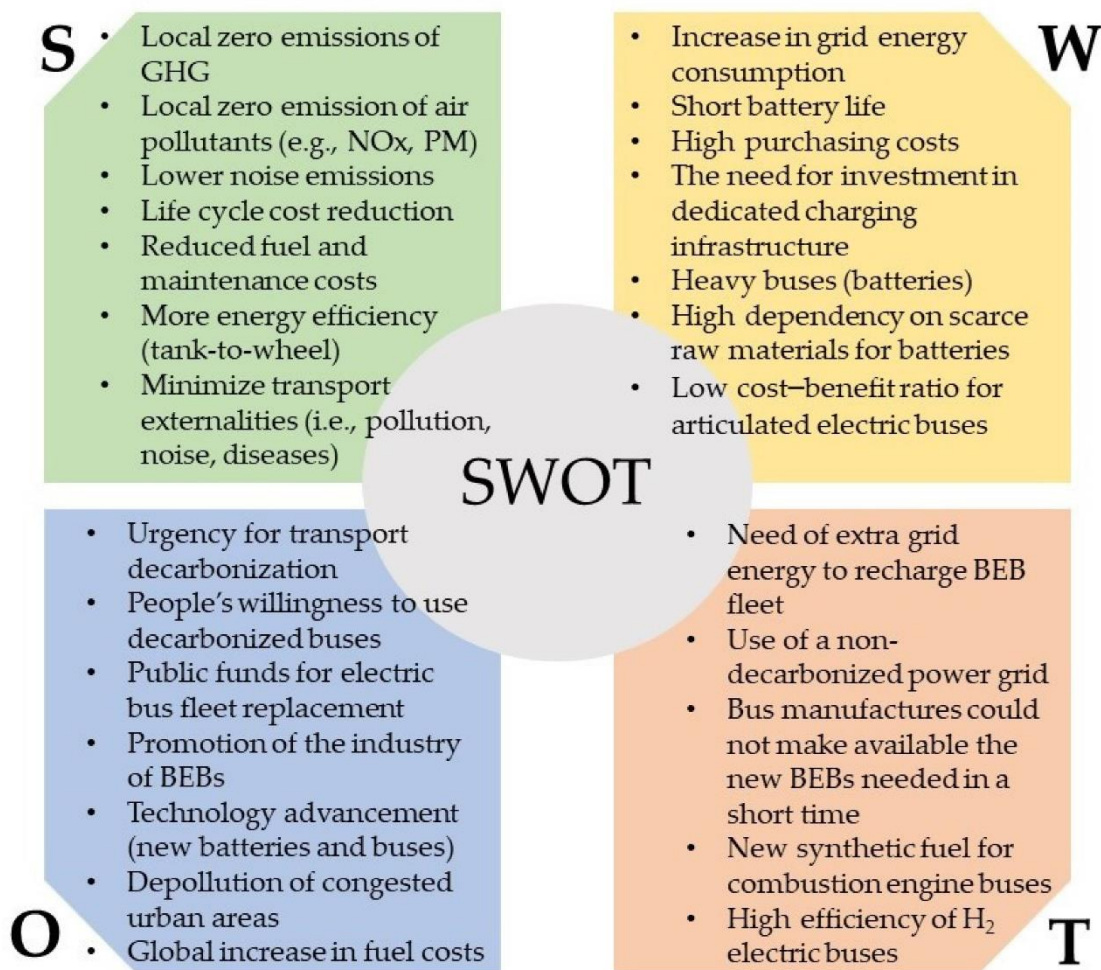 S
• Local zero emissions of
GHG
• Local zero emission of air
pollutants (e.g., NOx, PM)
• Lower noise emissions
• Life cycle cost reduction
• Reduced fuel and
maintenance costs
• More energy efficiency
(tank-to-wheel)
• Minimize transport
externalities (i.e., pollution,
noise, diseases)
W
• Increase in grid energy
consumption
• Short battery life
• High purchasing costs
• The need for investment in
dedicated charging
infrastructure
• Heavy buses (batteries)
• High dependency on scarce
raw materials for batteries
• Low cost–benefit ratio for
articulated electric buses
SWOT
• Urgency for transport
decarbonization
• People's willingness to use
decarbonized buses
• Public funds for electric
bus fleet replacement
• Promotion of the industry
of BEBs
• Technology advancement
(new batteries and buses)
• Depollution of congested
urban areas
• Global increase in fuel costs
O
• Need of extra grid
energy to recharge BEB
fleet
• Use of a non-
decarbonized power grid
• Bus manufactures could
not make available the
new BEBs needed in a
short time
• New synthetic fuel for
combustion engine buses
• High efficiency of H₂
electric buses
T